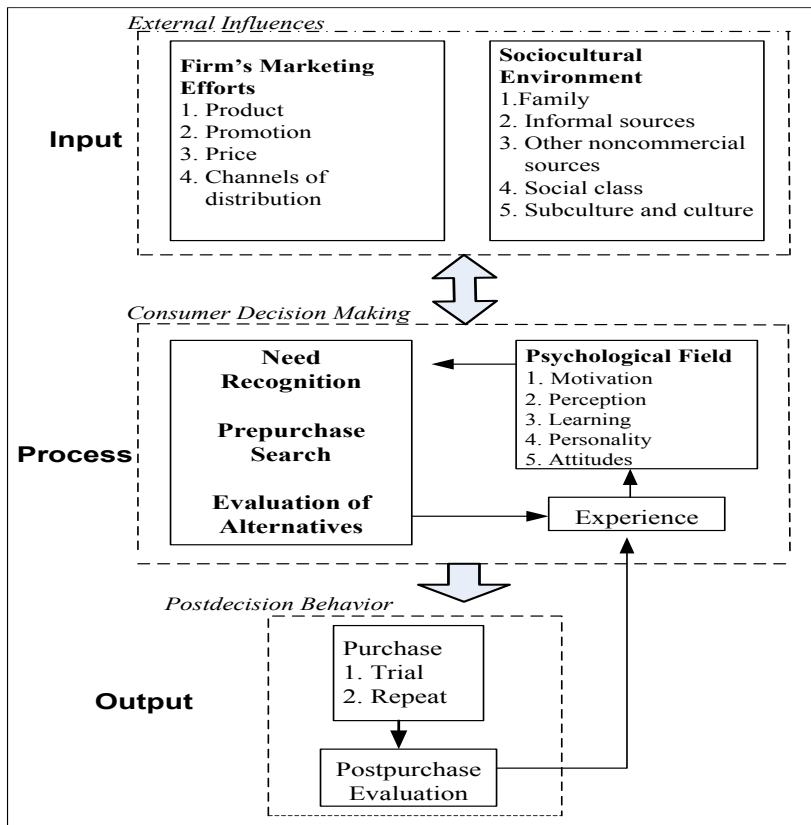 External Influences
Input
Firm's Marketing
Efforts
1. Product
2. Promotion
3. Price
4. Channels of
distribution
Sociocultural
Environment
1.Family
2. Informal sources
3. Other noncommercial
sources
4. Social class
5. Subculture and culture
Consumer Decision Making
Process
Need
Recognition
Prepurchase
Search
Evaluation of
Alternatives
Psychological Field
1. Motivation
2. Perception
3. Learning
4. Personality
5. Attitudes
Experience
Postdecision Behavior
Output
Purchase
1. Trial
2. Repeat
Postpurchase
Evaluation